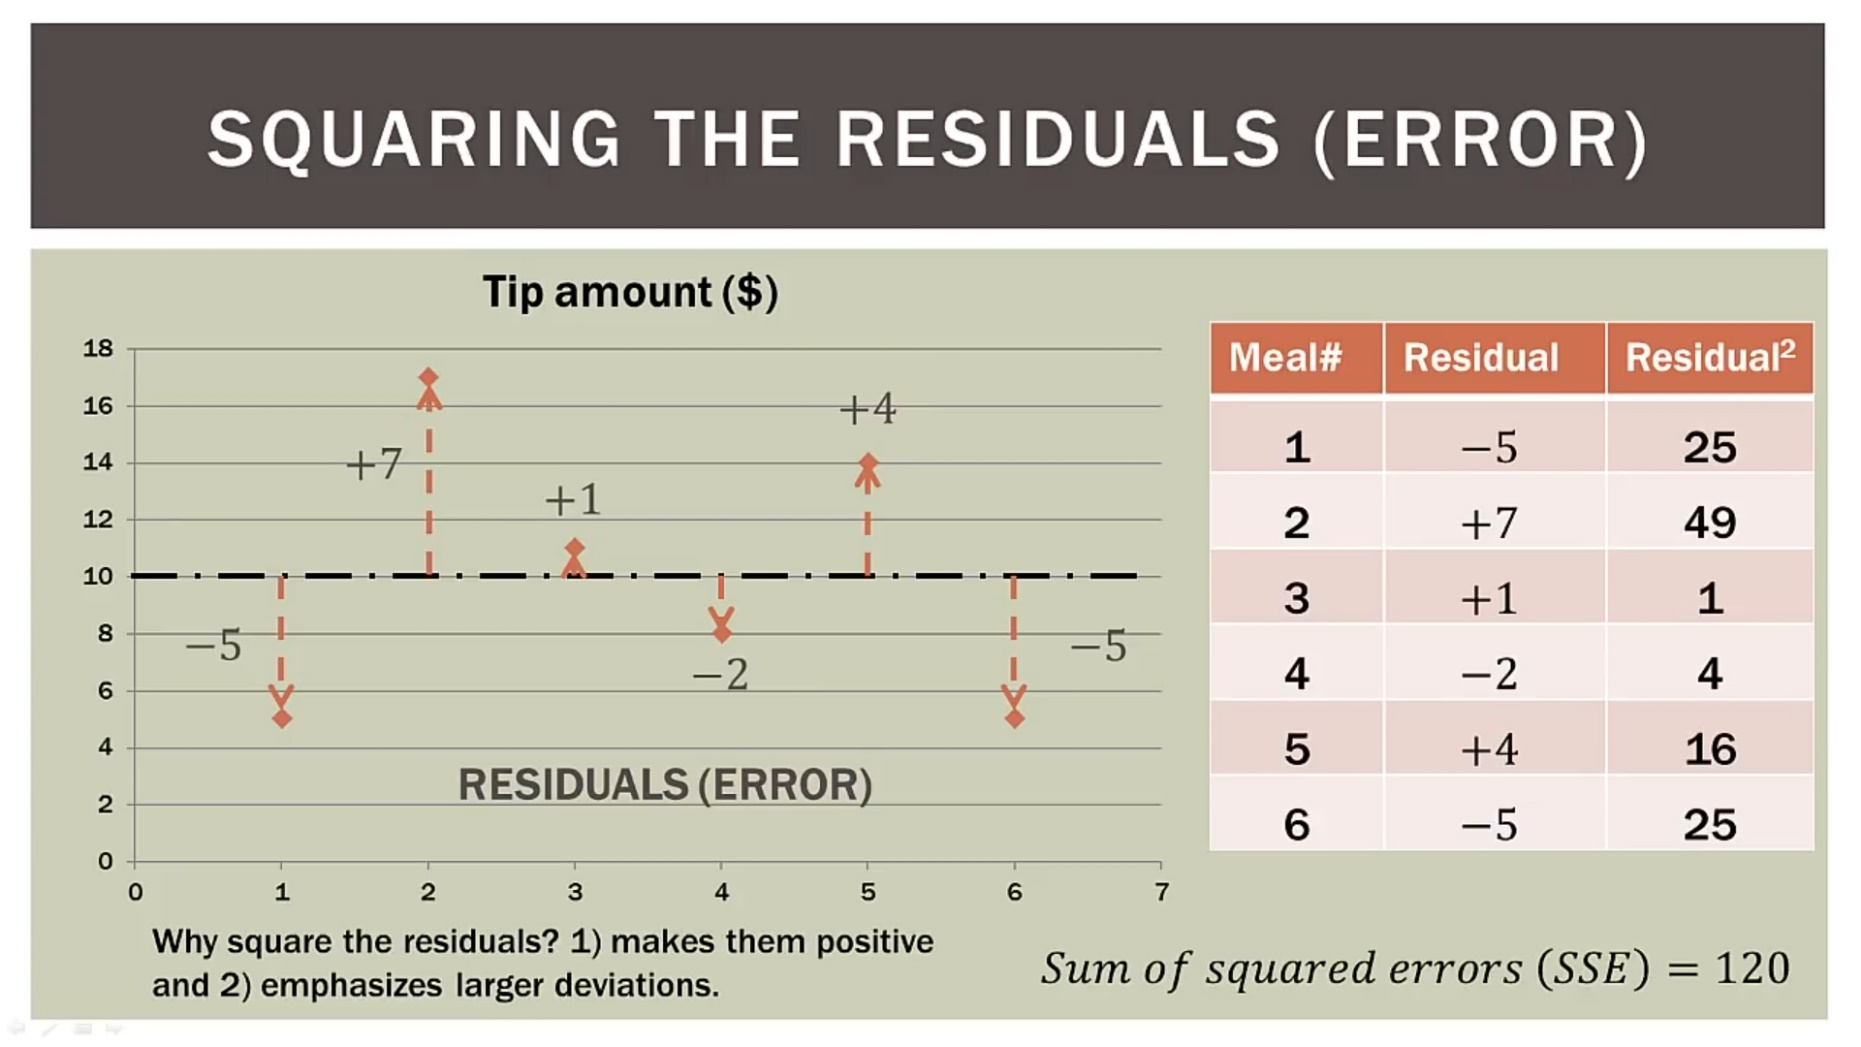 SQUARING THE RESIDUALS (ERROR)
Tip amount ($)
18
16
14
12
10
8
6
4
2
0
0 1 2 3 4 5 6 7
−5
+7
+1
−2
+4
−5
RESIDUALS (ERROR)
Meal# Residual Residual²
1 −5 25
2 +7 49
3 +1 1
4 −2 4
5 +4 16
6 −5 25
Why square the residuals? 1) makes them positive
and 2) emphasizes larger deviations.
Sum of squared errors (SSE) = 120